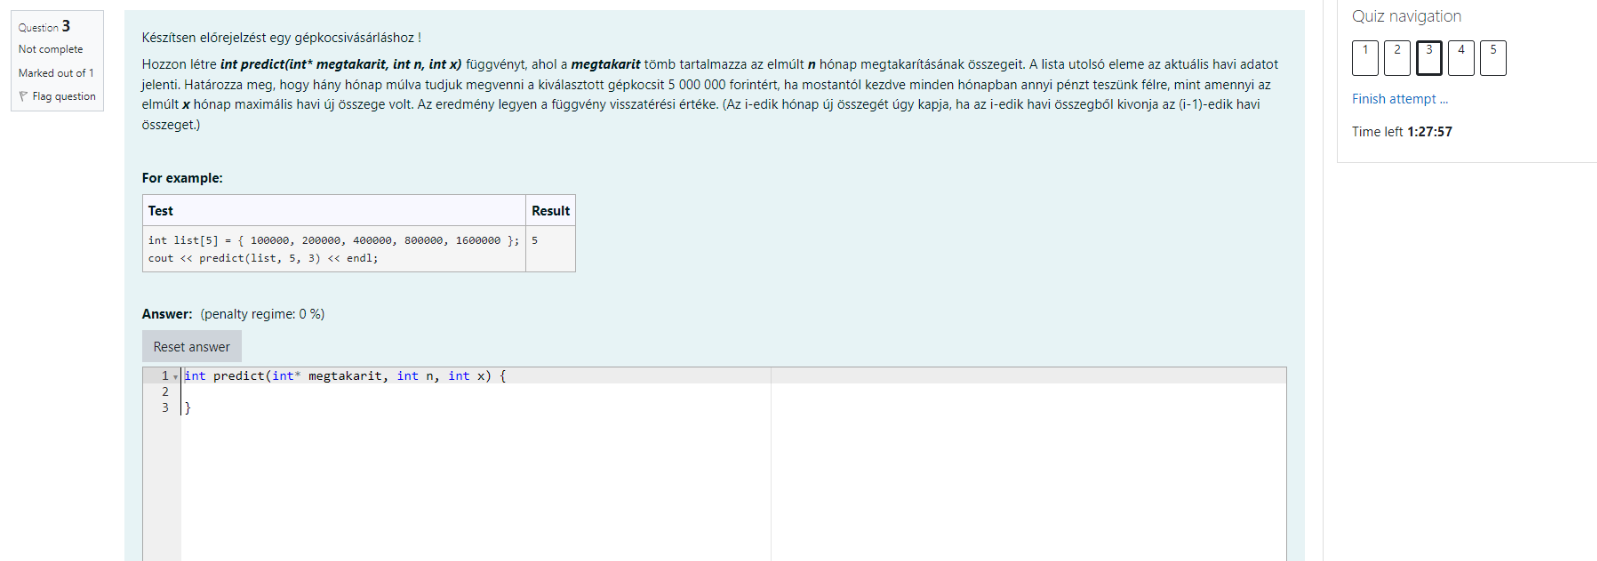 Question 3
Not complete
Marked out of 1
Flag question
Készítsen előrejelzést egy gépkocsivásárláshoz !
Hozzon létre int predict(int* megtakarit, int n, int x) függvényt, ahol a megtakarit tömb tartalmazza az elmúlt n hónap megtakarításának összegeit. A lista utolsó eleme az aktuális havi adatot
jelenti. Határozza meg, hogy hány hónap múlva tudjuk megvenni a kiválasztott gépkocsit 5 000 000 forintért, ha mostantól kezdve minden hónapban annyi pénzt teszünk félre, mint amennyi az
elmúlt x hónap maximális havi új összege volt. Az eredmény legyen a függvény visszatérési értéke. (Az i-edik hónap új összegét úgy kapja, ha az i-edik havi összegből kivonja az (i-1)-edik havi
összeget.)
For example:
Test Result
int list[5] = { 100000, 200000, 400000, 800000, 1600000 }; 5
cout << predict(list, 5, 3) << endl;
Answer: (penalty regime: 0 %)
Reset answer
1 int predict(int* megtakarit, int n, int x) {
2
3 }
Quiz navigation
1 2 3 4 5
Finish attempt ...
Time left 1:27:57